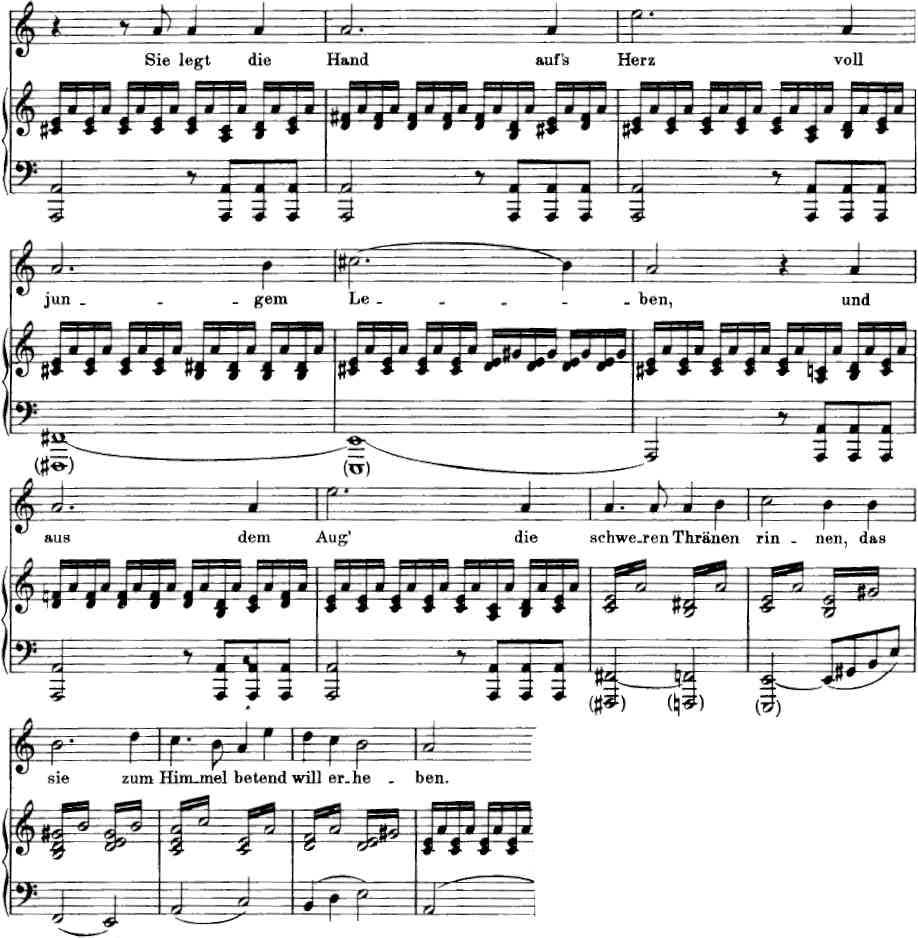 Sie legt die Hand auf's Herz voll
jun - - gem Le - - - - ben, und
aus dem Aug' die schwe-ren Thränen rin - nen, das
sie zum Him-mel betend will er-he - ben.